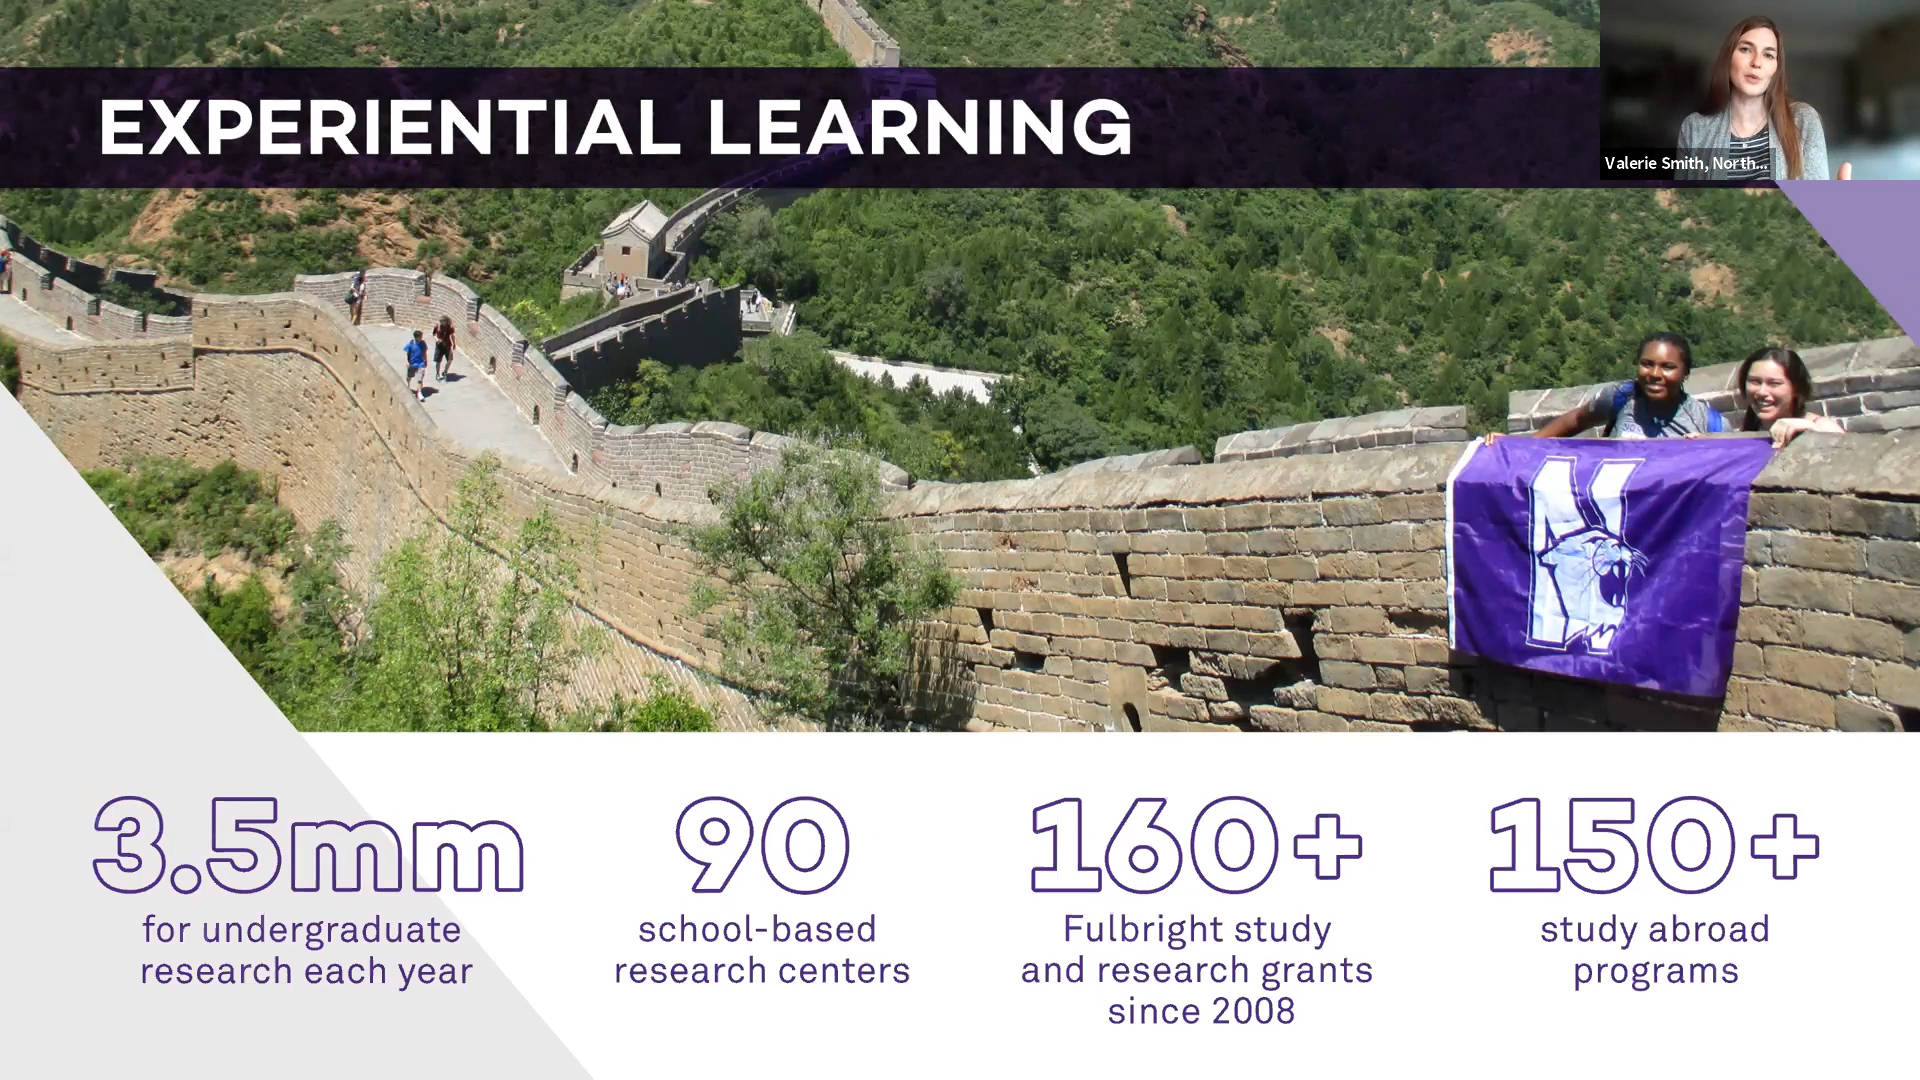 EXPERIENTIAL LEARNING
Valerie Smith, North...
N
3.5mm
for undergraduate
research each year
90
school-based
research centers
160+
Fulbright study
and research grants
since 2008
150+
study abroad
programs